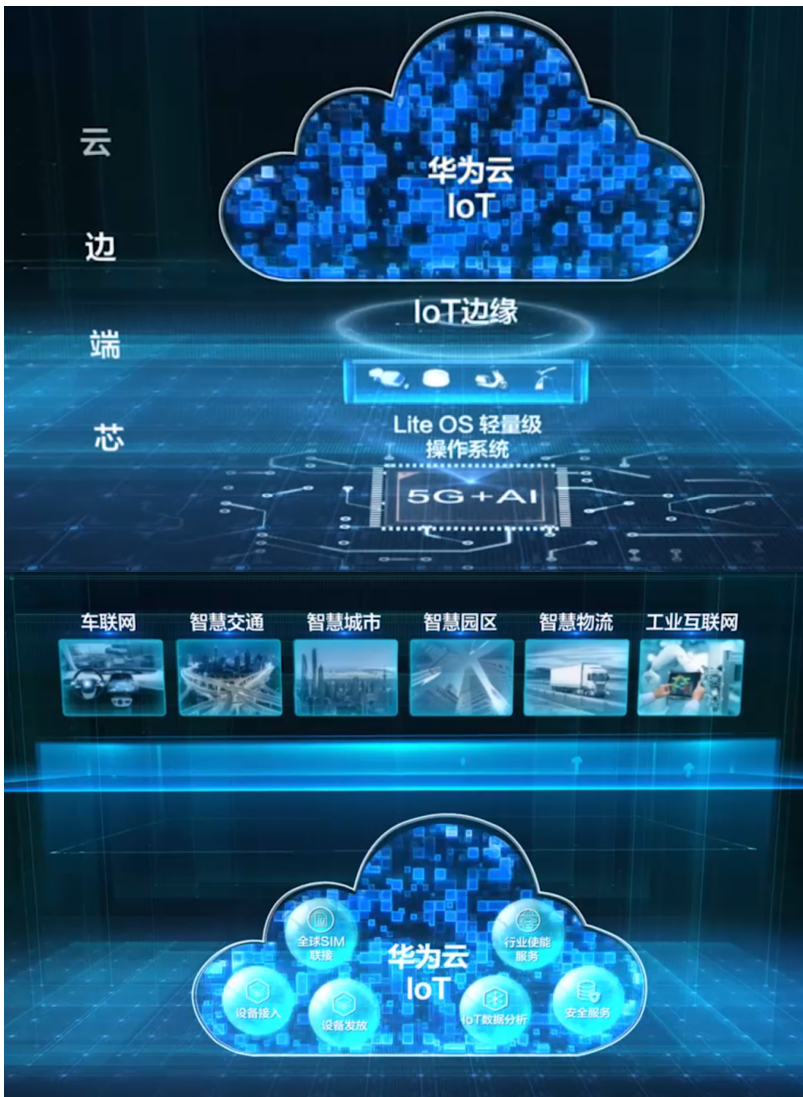 云
华为云
IoT
边
IoT边缘
端
芯
Lite OS 轻量级
操作系统
5G+AI
车联网
智慧交通
智慧城市
智慧园区
智慧物流
工业互联网
全球SIM
联接
行业使能
服务
华为云
IoT
设备接入
设备发放
IoT数据分析
安全服务